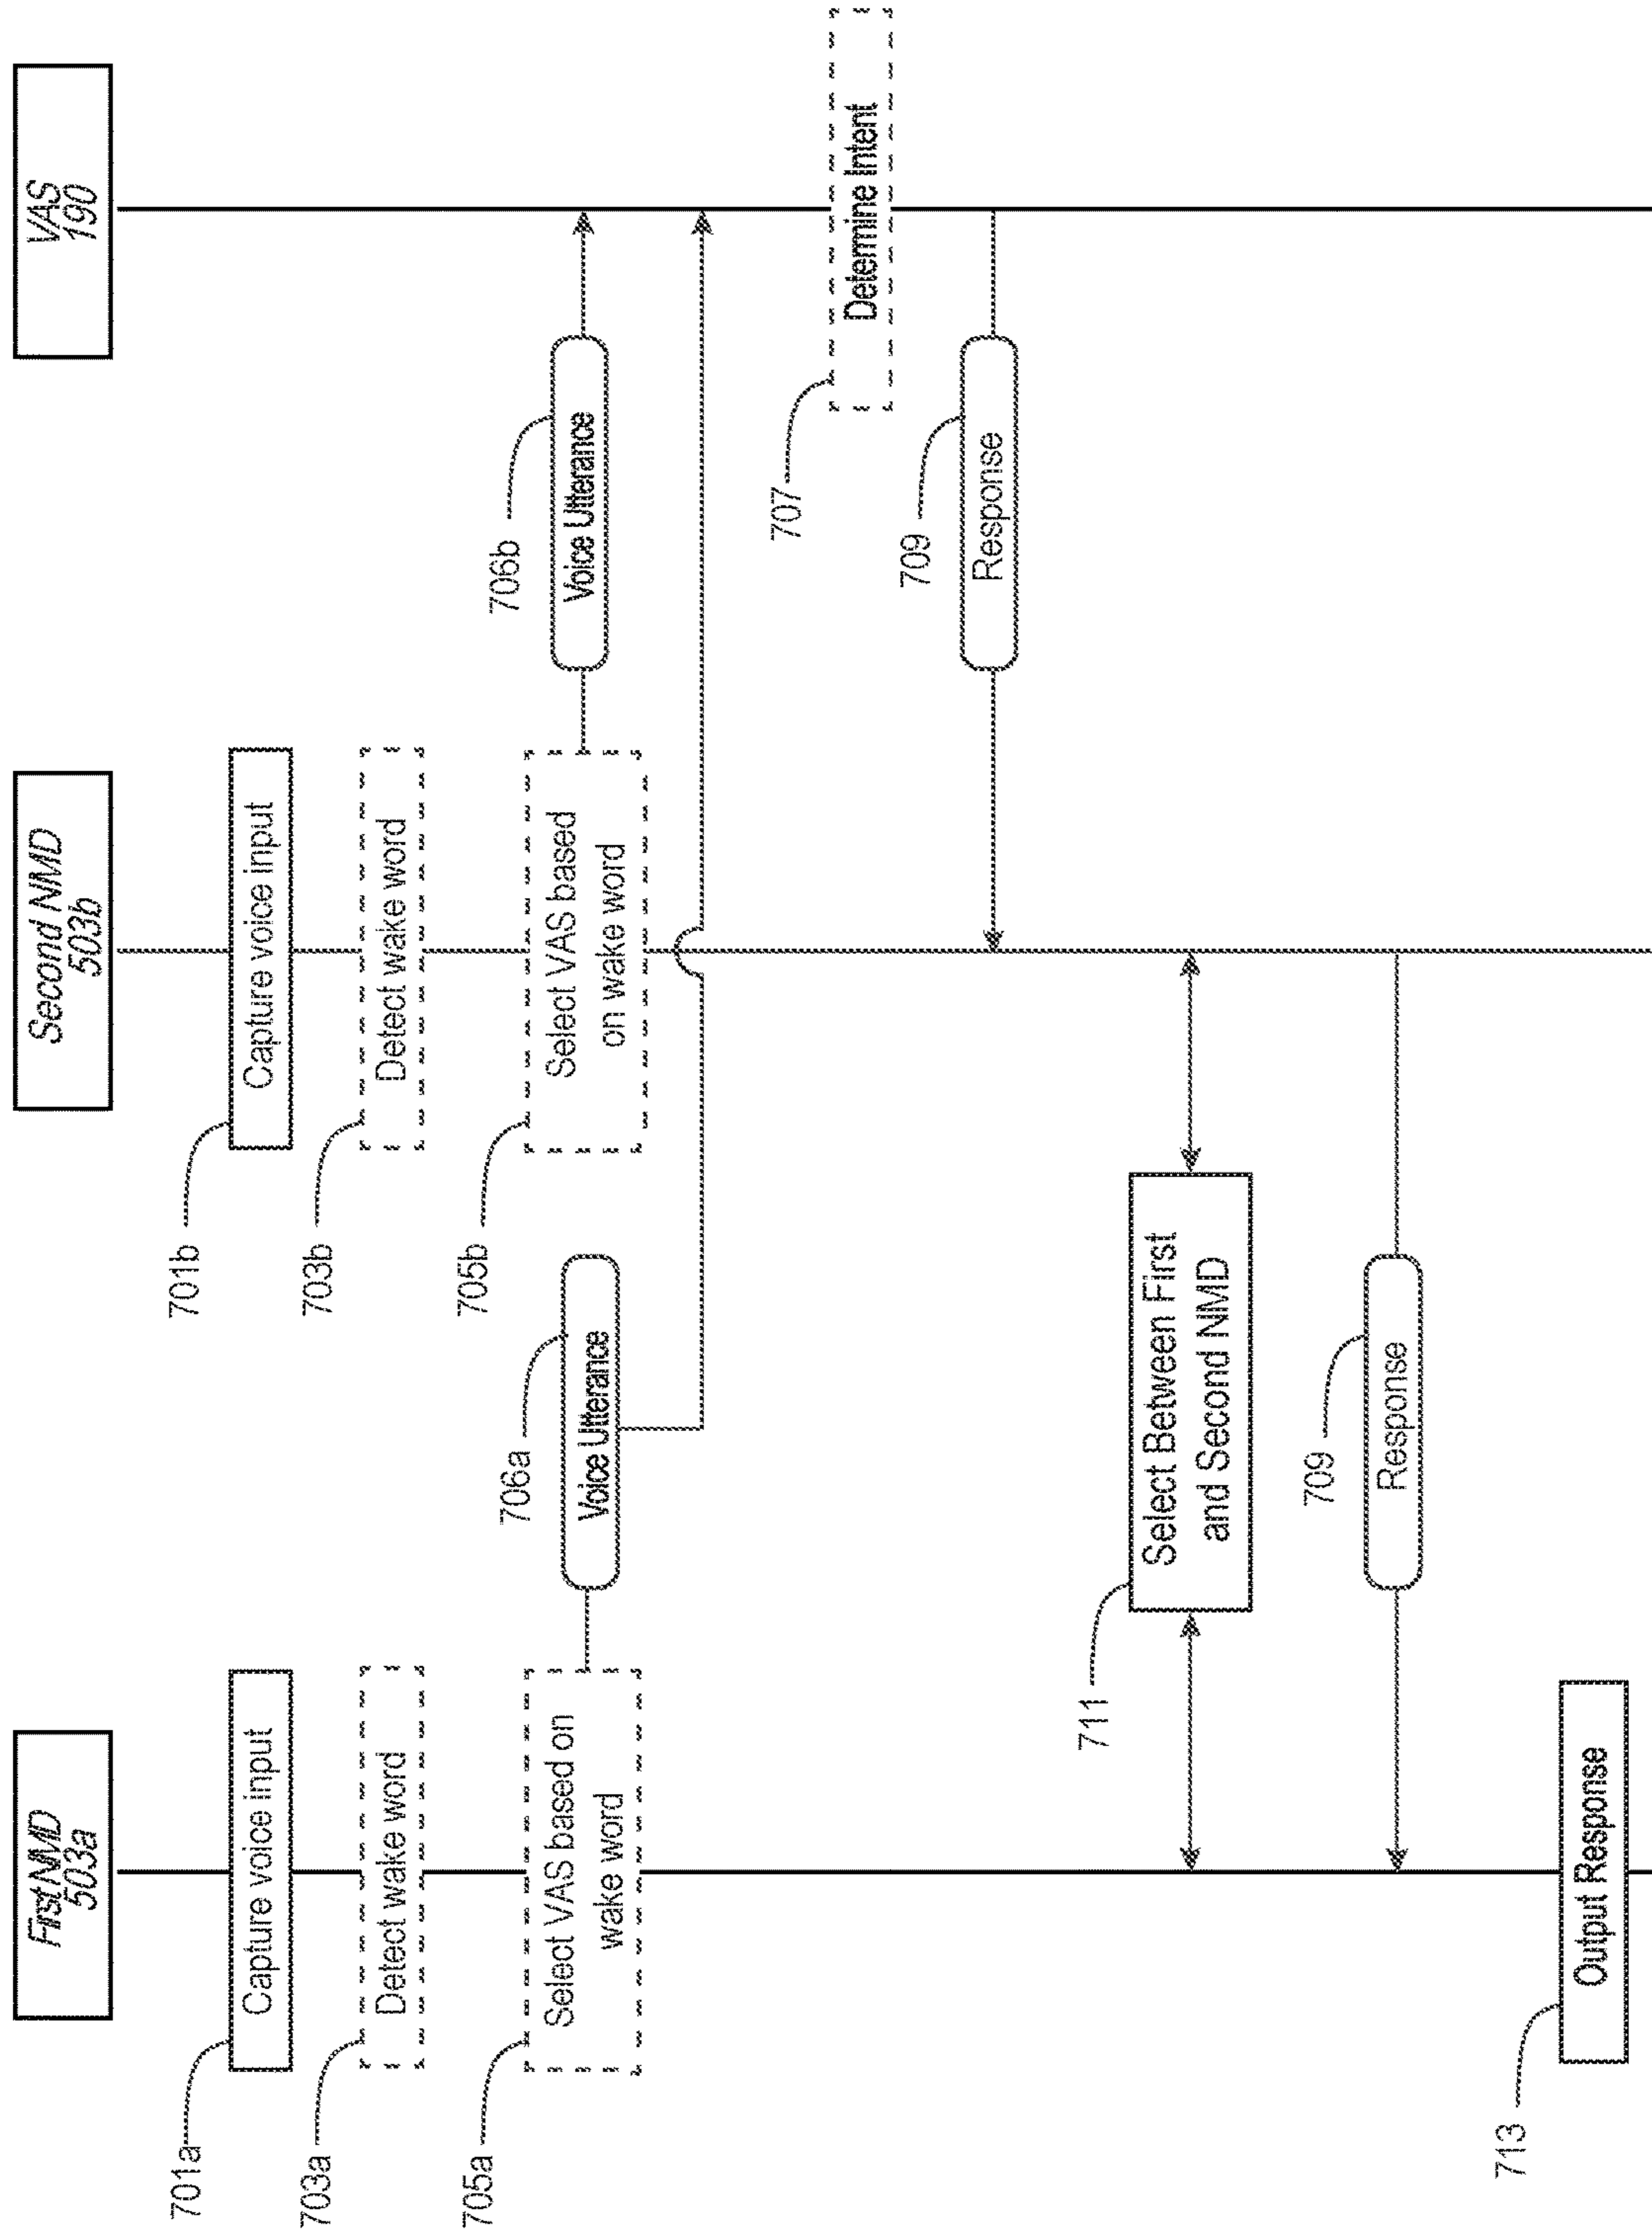 First NMD
503a
Second NMD
503b
VAS
190
701a
Capture voice input
701b
Capture voice input
703a
Detect wake word
703b
Detect wake word
705a
Select VAS based on
wake word
705b
Select VAS based
on wake word
706a
Voice Utterance
706b
Voice Utterance
707
Determine Intent
709
Response
711
Select Between First
and Second NMD
709
Response
713
Output Response